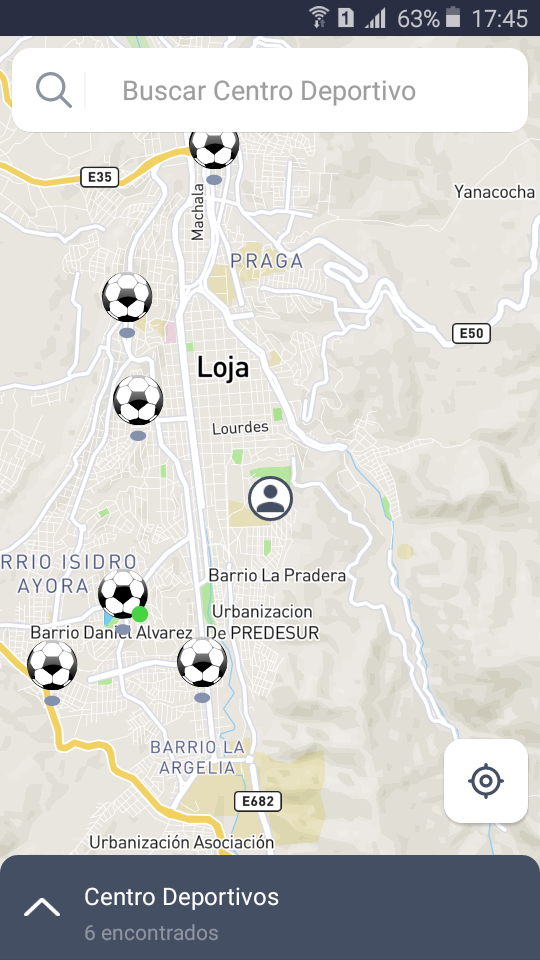 1 63% 17:45
Buscar Centro Deportivo
E35
Machala
Yanacocha
PRAGA
E50
Loja
Lourdes
RRIO ISIDRO
AYORA
Barrio La Pradera
Urbanizacion
De PREDESUR
Barrio Daniel Alvarez
BARRIO LA
ARGELIA
E682
Urbanización Asociación
Centro Deportivos
6 encontrados